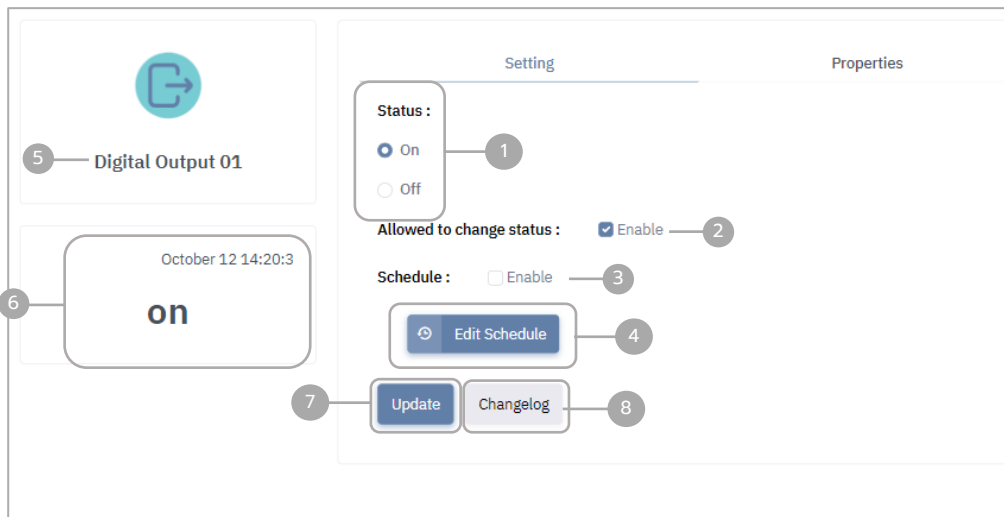 Setting
Properties
Status :
On
1
Off
5
Digital Output 01
Allowed to change status :
Enable
2
October 12 14:20:3
on
6
Schedule :
Enable
3
Edit Schedule
4
7
Update
Changelog
8